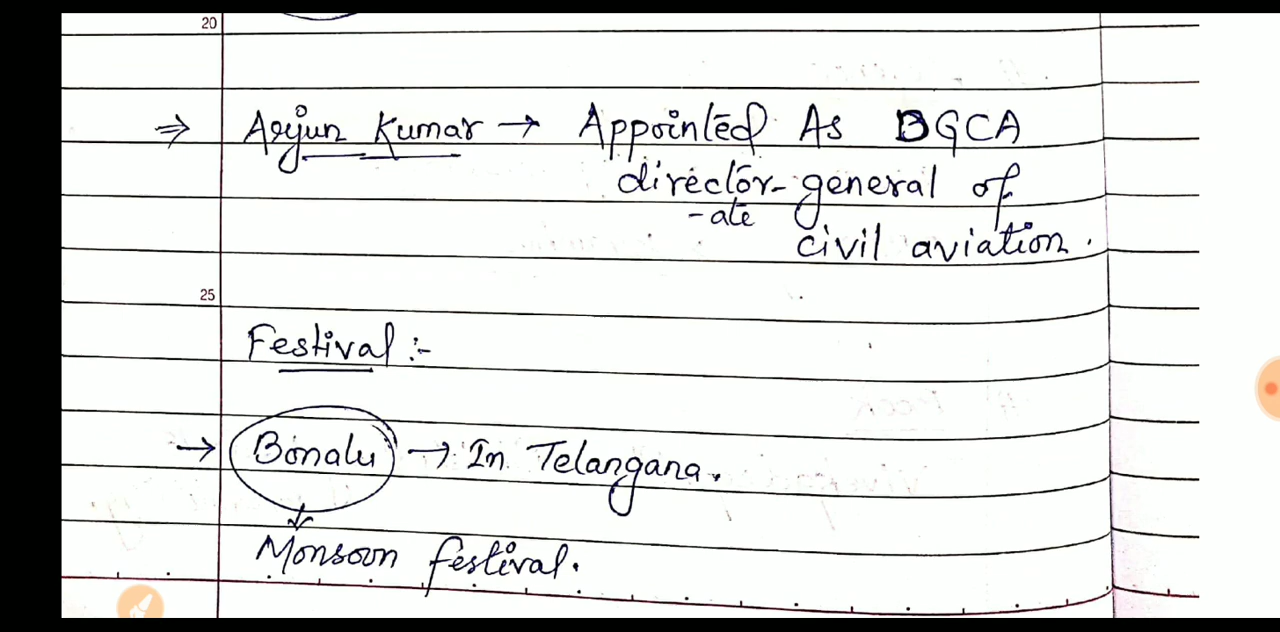 20
⇒ Arjun Kumar → Appointed As DGCA
director-general of
-ate
civil aviation.
25
Festival :-
→ Bonalu → In Telangana.
Monsoon festival.